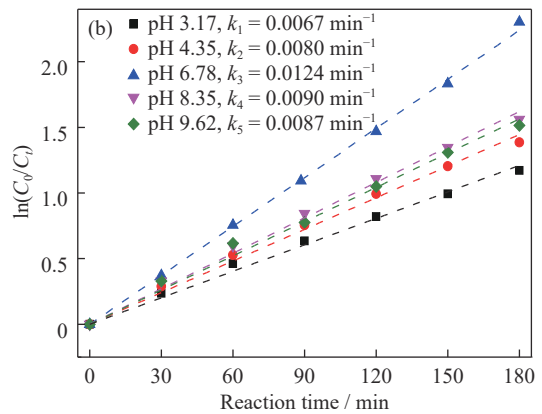 (b)
pH 3.17, k₁ = 0.0067 min⁻¹
pH 4.35, k₂ = 0.0080 min⁻¹
pH 6.78, k₃ = 0.0124 min⁻¹
pH 8.35, k₄ = 0.0090 min⁻¹
pH 9.62, k₅ = 0.0087 min⁻¹
2.0
1.5
1.0
0.5
0
ln(C₀/Cₜ)
0 30 60 90 120 150 180
Reaction time / min